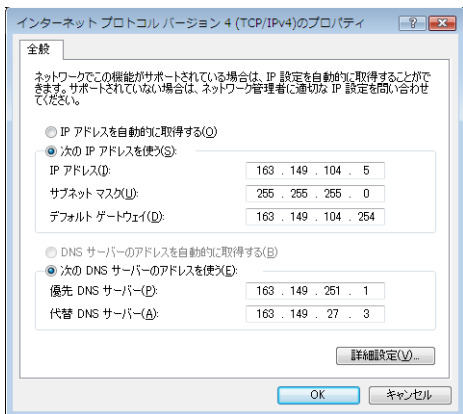 インターネット プロトコル バージョン 4 (TCP/IPv4)のプロパティ
全般
ネットワークでこの機能がサポートされている場合は、IP 設定を自動的に取得することがで
きます。サポートされていない場合は、ネットワーク管理者に適切な IP 設定を問い合わせ
てください。
IP アドレスを自動的に取得する(O)
次の IP アドレスを使う(S):
IP アドレス(I): 163 . 149 . 104 . 5
サブネット マスク(U): 255 . 255 . 255 . 0
デフォルト ゲートウェイ(D): 163 . 149 . 104 . 254
DNS サーバーのアドレスを自動的に取得する(B)
次の DNS サーバーのアドレスを使う(E):
優先 DNS サーバー(P): 163 . 149 . 251 . 1
代替 DNS サーバー(A): 163 . 149 . 27 . 3
詳細設定(V)...
OK キャンセル